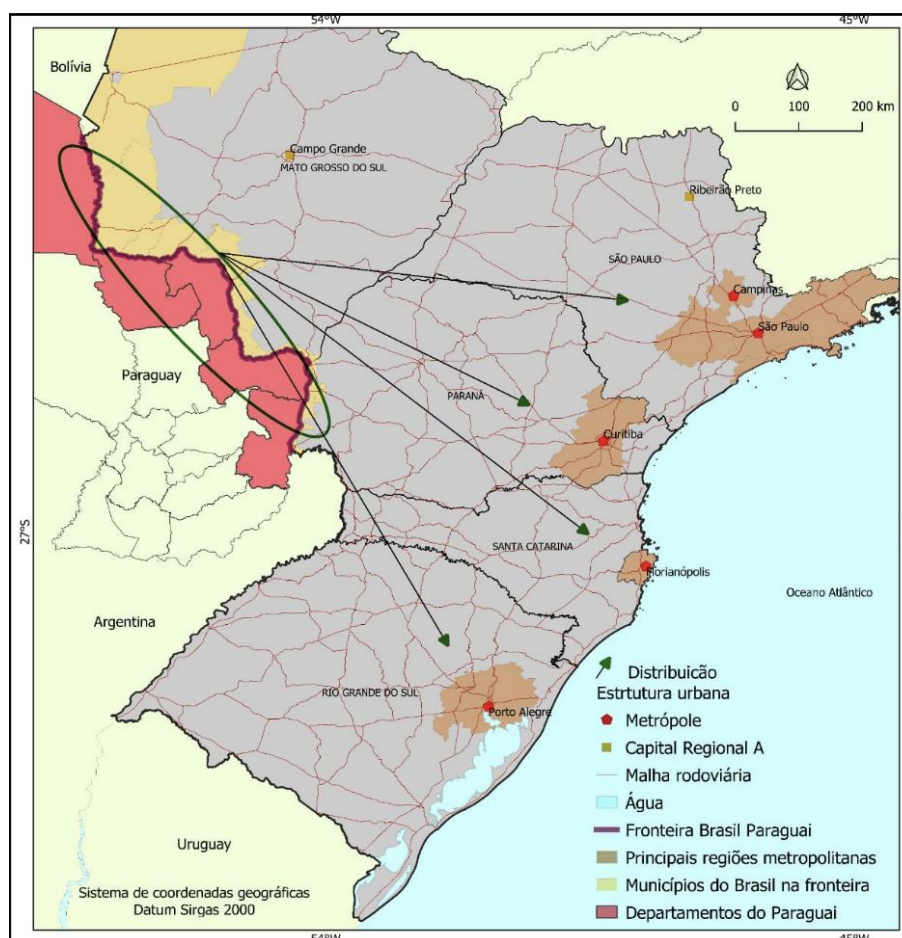 54°W
45°W
Bolívia
0 100 200 km
Campo Grande
MATO GROSSO DO SUL
Ribeirão Preto
SÃO PAULO
Campinas
São Paulo
Paraguay
PARANÁ
Curitiba
27°S
SANTA CATARINA
Florianópolis
Oceano Atlântico
Argentina
RIO GRANDE DO SUL
Porto Alegre
Uruguay
Sistema de coordenadas geográficas
Datum Sirgas 2000
Distribuicão
Estrtutura urbana
Metrópole
Capital Regional A
Malha rodoviária
Água
Fronteira Brasil Paraguai
Principais regiões metropolitanas
Municípios do Brasil na fronteira
Departamentos do Paraguai
54°W
45°W